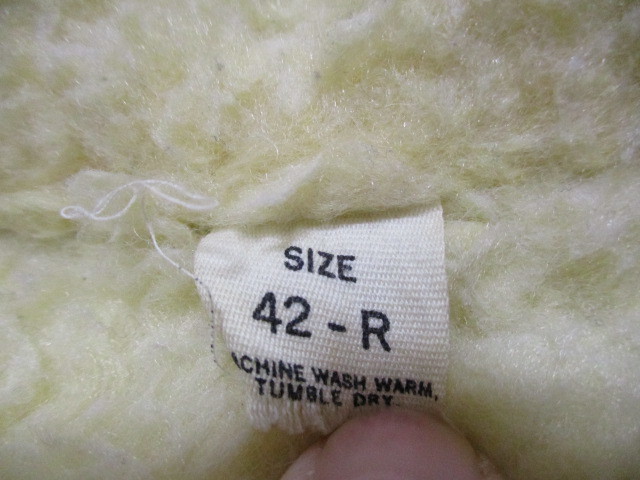 SIZE
42 - R
ACHINE WASH WARM,
TUMBLE DRY